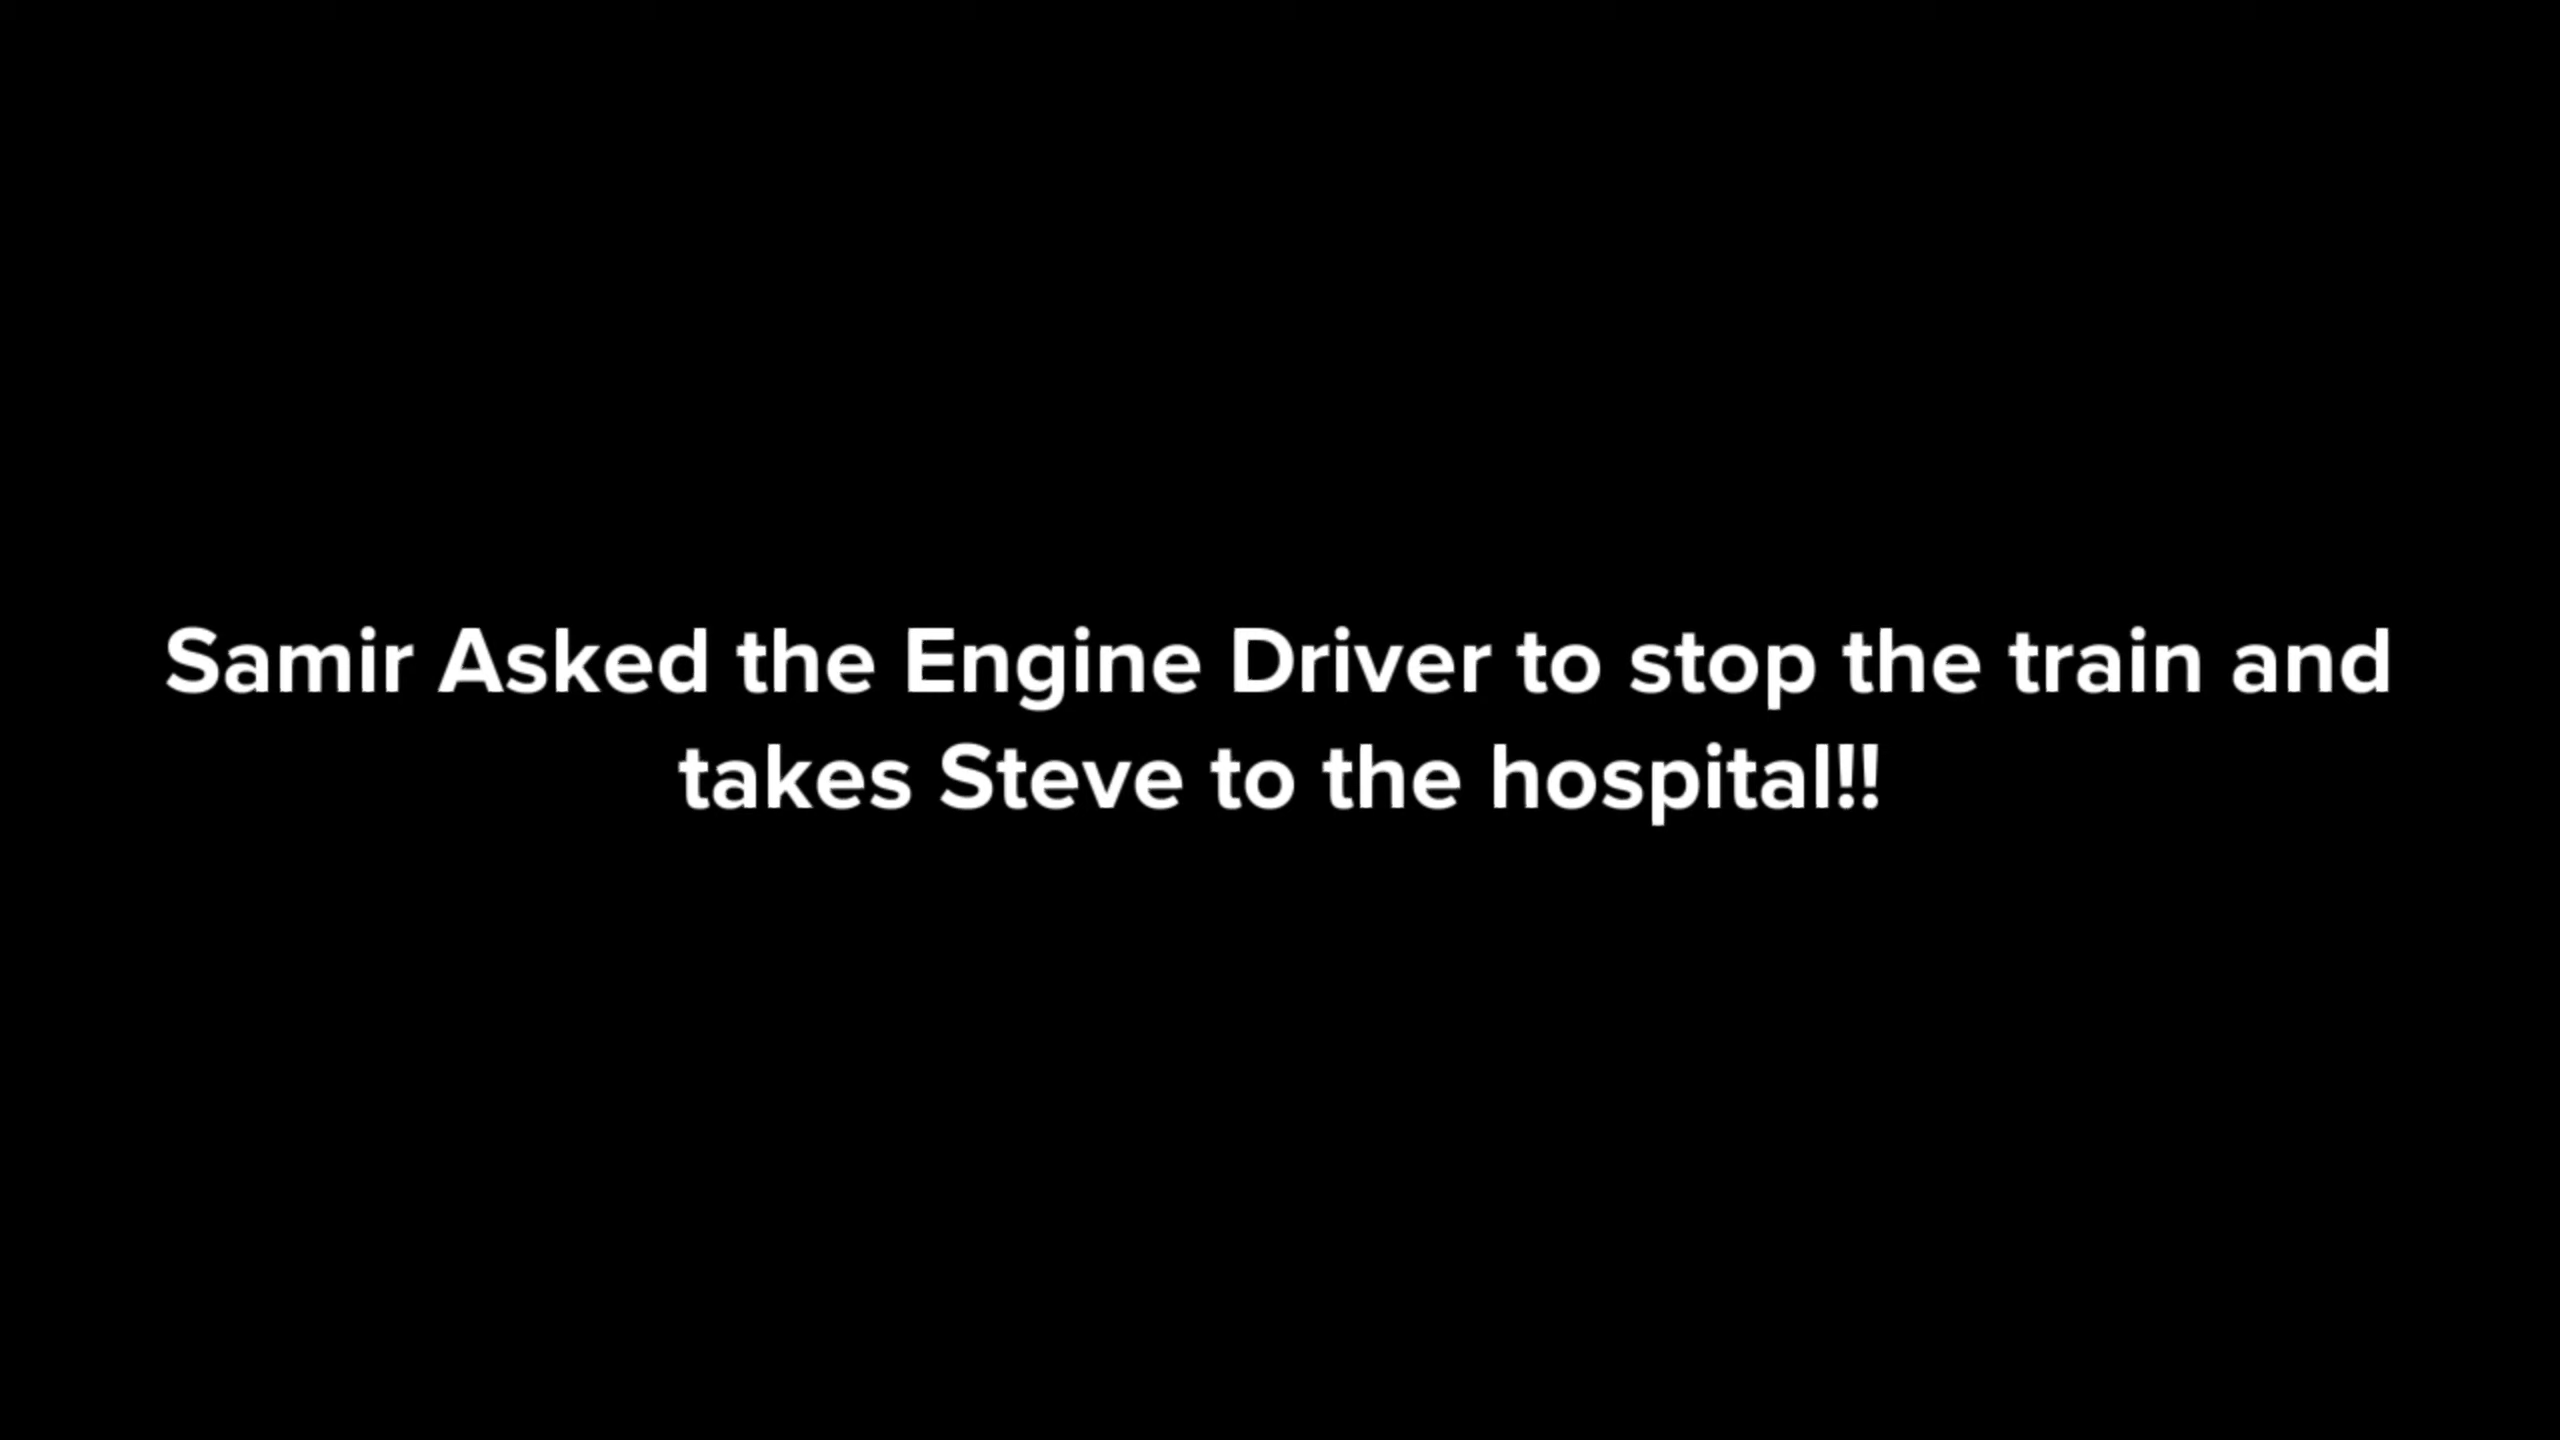 Samir Asked the Engine Driver to stop the train and
takes Steve to the hospital!!